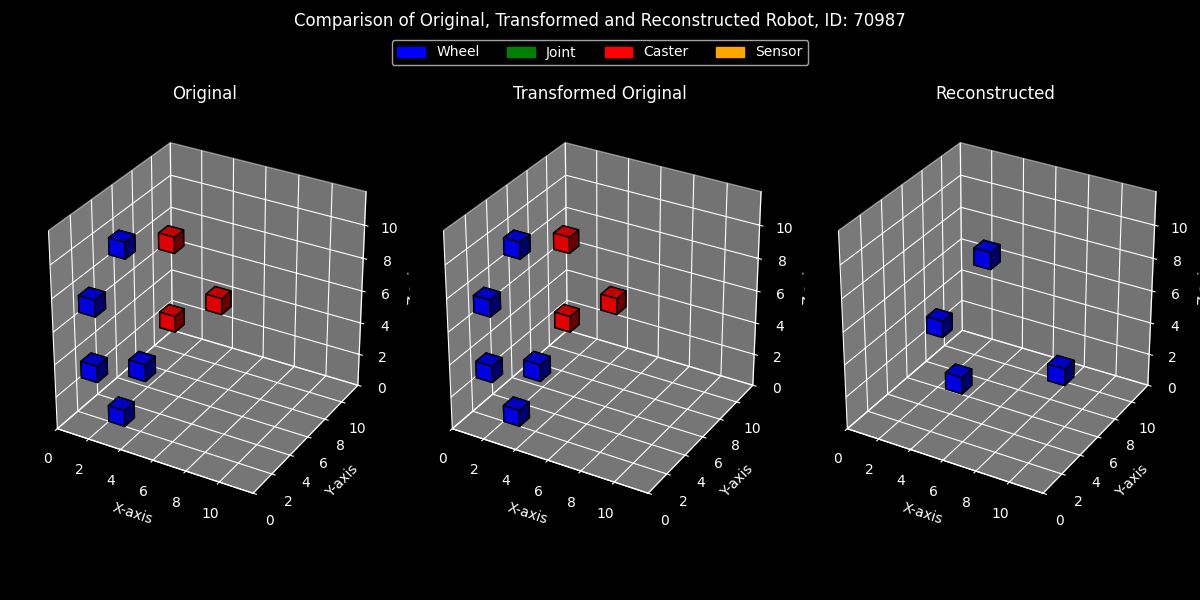 Comparison of Original, Transformed and Reconstructed Robot, ID: 70987
Wheel Joint Caster Sensor
Original Transformed Original Reconstructed
0 2 4 6 8 10
X-axis
0 2 4 6 8 10
Y-axis
0 2 4 6 8 10
0 2 4 6 8 10
X-axis
0 2 4 6 8 10
Y-axis
0 2 4 6 8 10
0 2 4 6 8 10
X-axis
0 2 4 6 8 10
Y-axis
0 2 4 6 8 10